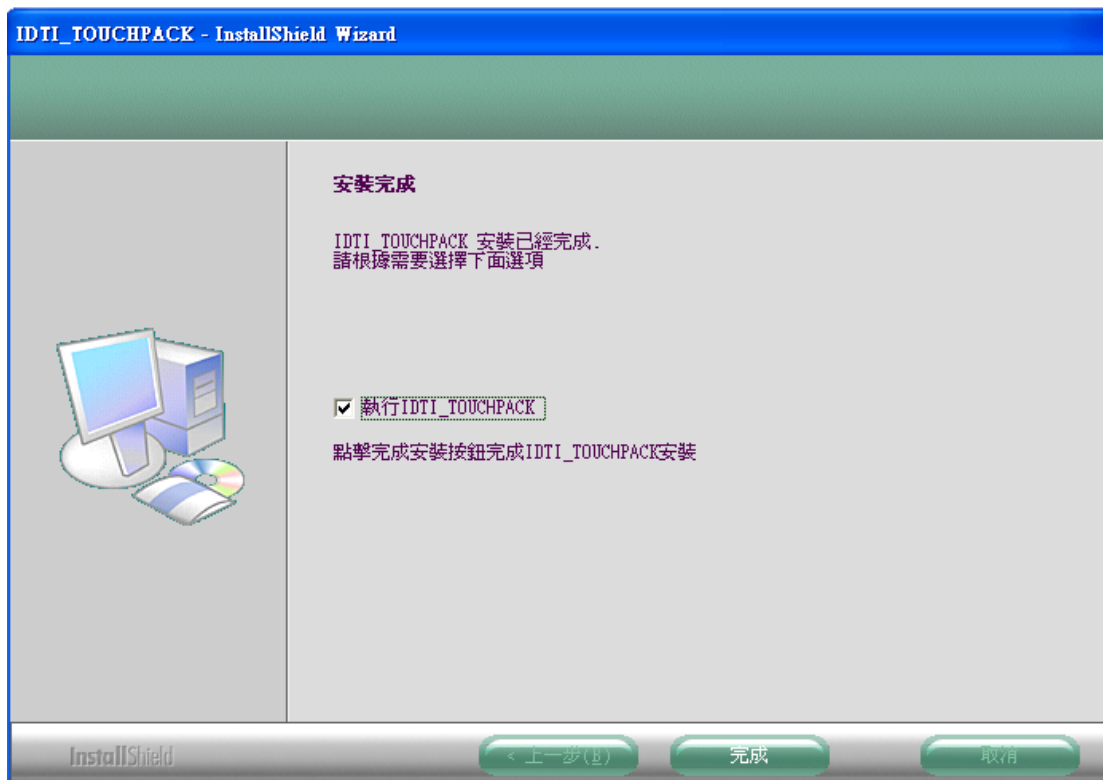 IDTI_TOUCHPACK - InstallShield Wizard
安裝完成
IDTI_TOUCHPACK 安裝已經完成.
請根據需要選擇下面選項
執行IDTI_TOUCHPACK
點擊完成安裝按鈕完成IDTI_TOUCHPACK安裝
InstallShield
< 上一步(B)
完成
取消